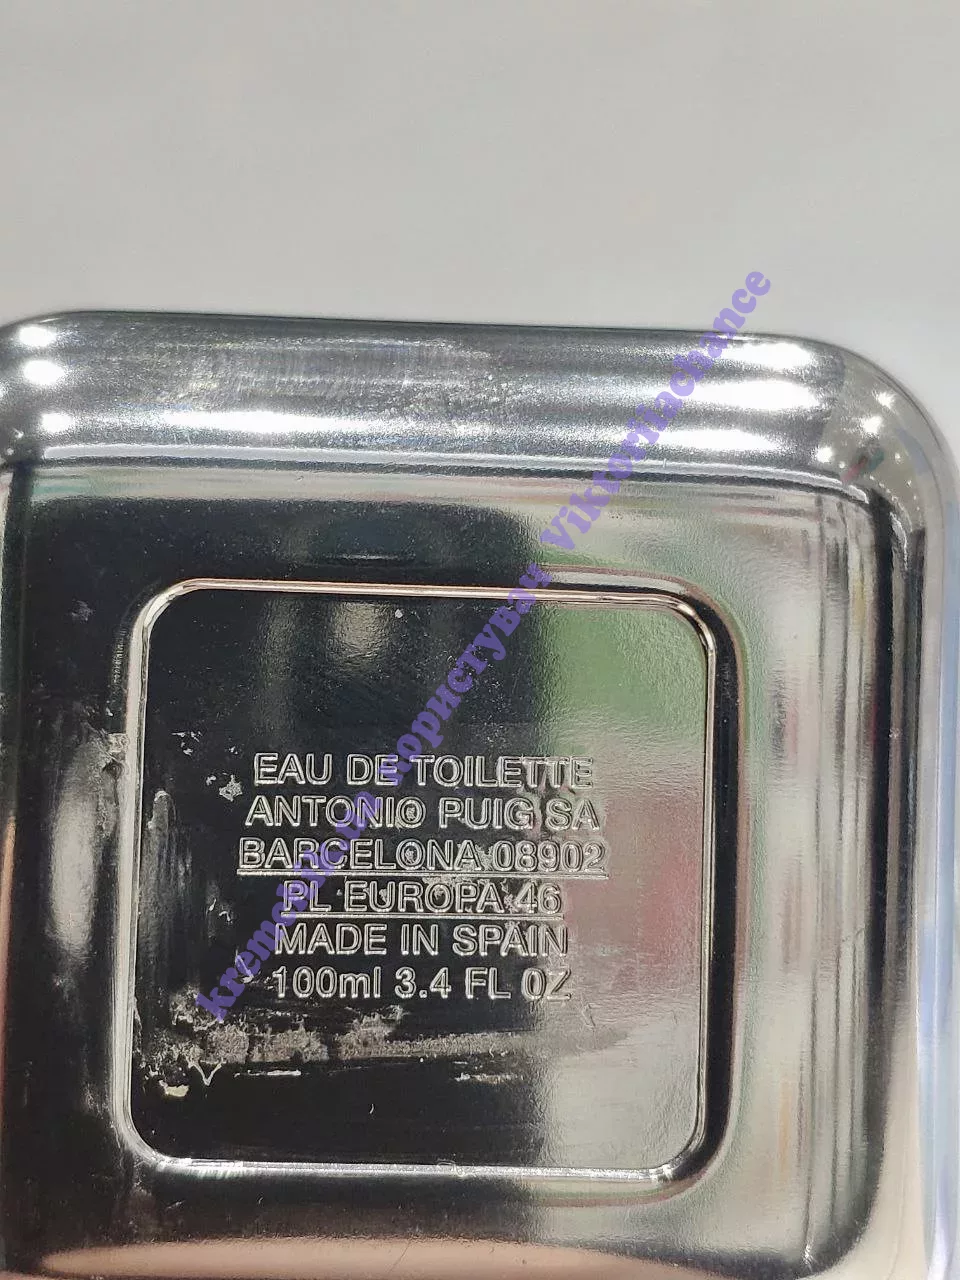 EAU DE TOILETTE
ANTONIO PUIG SA
BARCELONA 08902
PL EUROPA 46
MADE IN SPAIN
100ml 3.4 FL OZ
користувач viktoriiachance